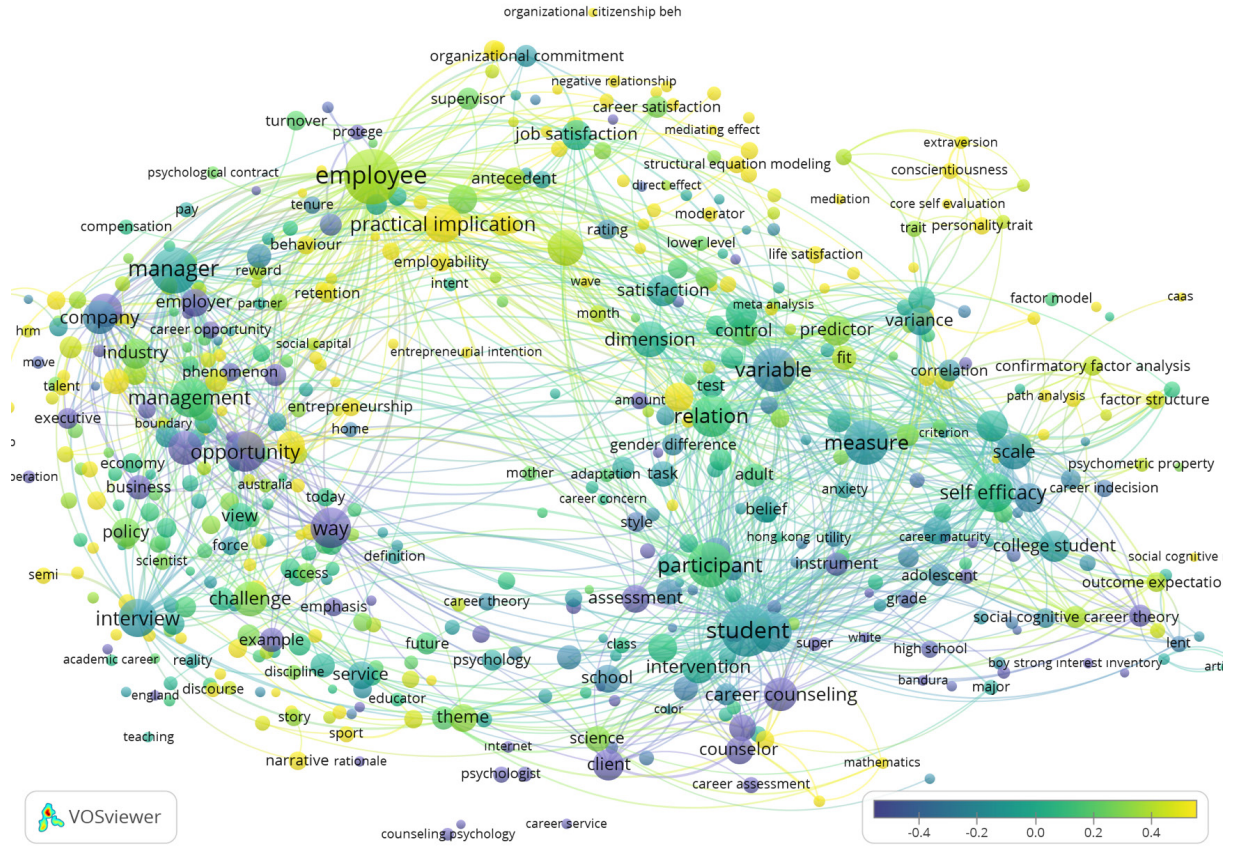 organizational citizenship beh
organizational commitment
negative relationship
supervisor
career satisfaction
turnover
protege
job satisfaction
mediating effect
extraversion
psychological contract
employee
antecedent
structural equation modeling
conscientiousness
direct effect
pay
tenure
mediation
core self evaluation
compensation
practical implication
moderator
trait
personality trait
behaviour
rating
lower level
manager
reward
employability
life satisfaction
intent
wave
satisfaction
employer
partner
retention
meta analysis
factor model
caas
company
month
hrm
career opportunity
control
predictor
variance
industry
social capital
dimension
move
entrepreneurial intention
fit
phenomenon
variable
correlation
confirmatory factor analysis
talent
test
management
amount
path analysis
factor structure
executive
boundary
entrepreneurship
relation
home
gender difference
measure
criterion
opportunity
scale
economy
mother
adaptation
task
adult
psychometric property
peration
business
australia
anxiety
today
career concern
self efficacy
career indecision
view
style
belief
policy
way
force
hong kong
utility
career maturity
college student
scientist
definition
semi
access
participant
instrument
adolescent
social cognitive
outcome expectatio
challenge
emphasis
career theory
assessment
grade
interview
social cognitive career theory
example
future
class
student
super
white
high school
lent
academic career
reality
psychology
intervention
boy
strong interest inventory
arti
discipline
service
school
bandura
major
england
discourse
educator
color
career counseling
story
theme
teaching
sport
science
internet
counselor
narrative
rationale
client
mathematics
psychologist
career assessment
counseling psychology
career service
VOSviewer
-0.4
-0.2
0.0
0.2
0.4